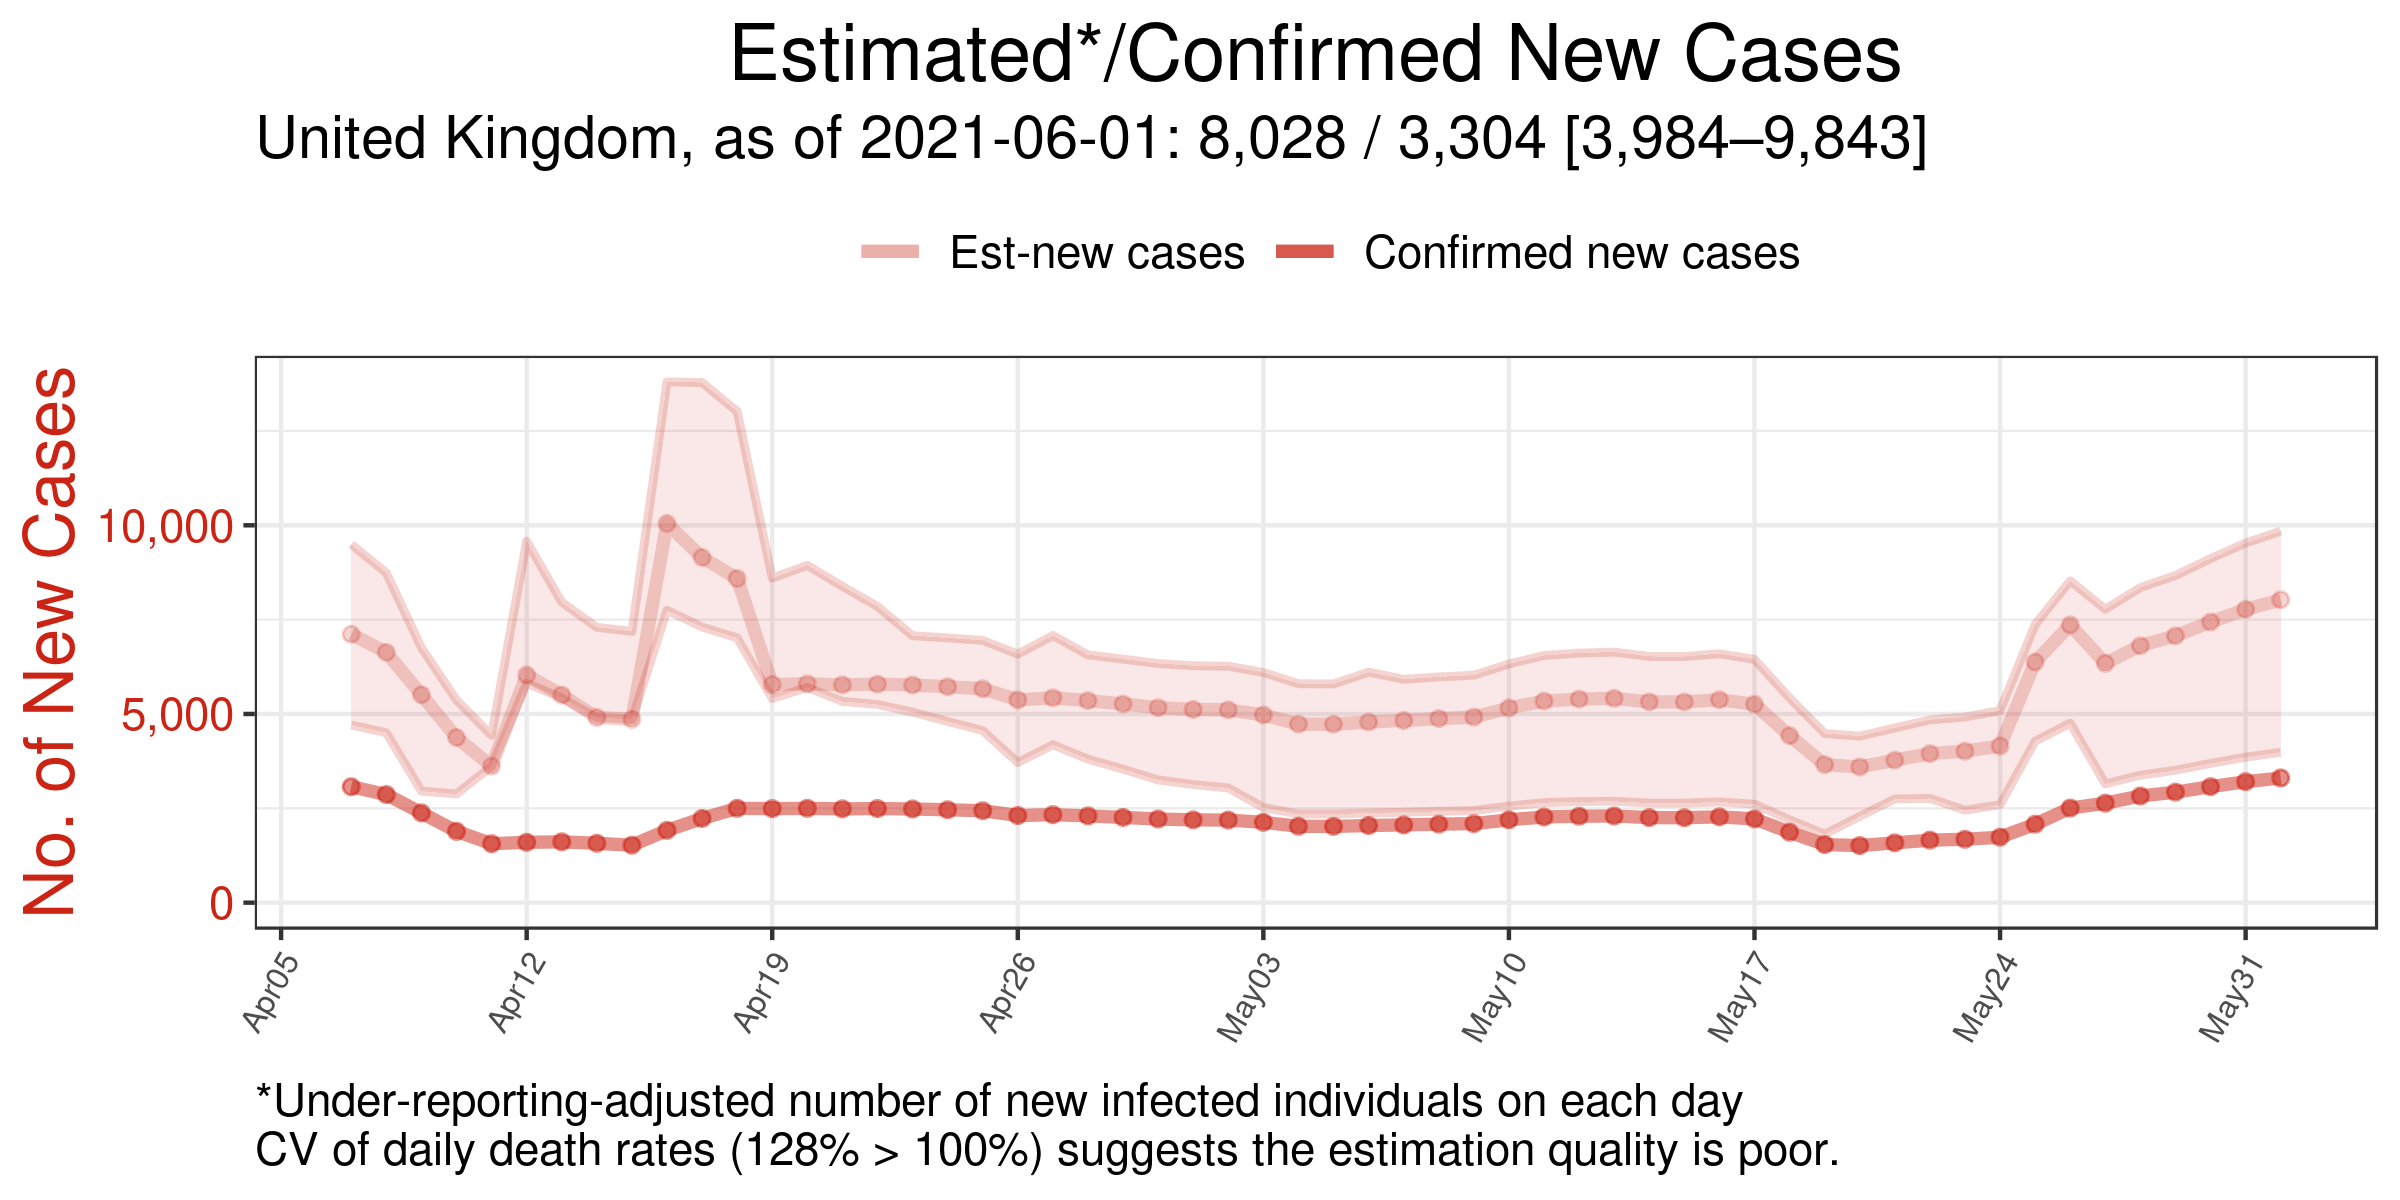 Estimated*/Confirmed New Cases
United Kingdom, as of 2021-06-01: 8,028 / 3,304 [3,984–9,843]
Est-new cases
Confirmed new cases
No. of New Cases
10,000
5,000
0
Apr05
Apr12
Apr19
Apr26
May03
May10
May17
May24
May31
*Under-reporting-adjusted number of new infected individuals on each day
CV of daily death rates (128% > 100%) suggests the estimation quality is poor.